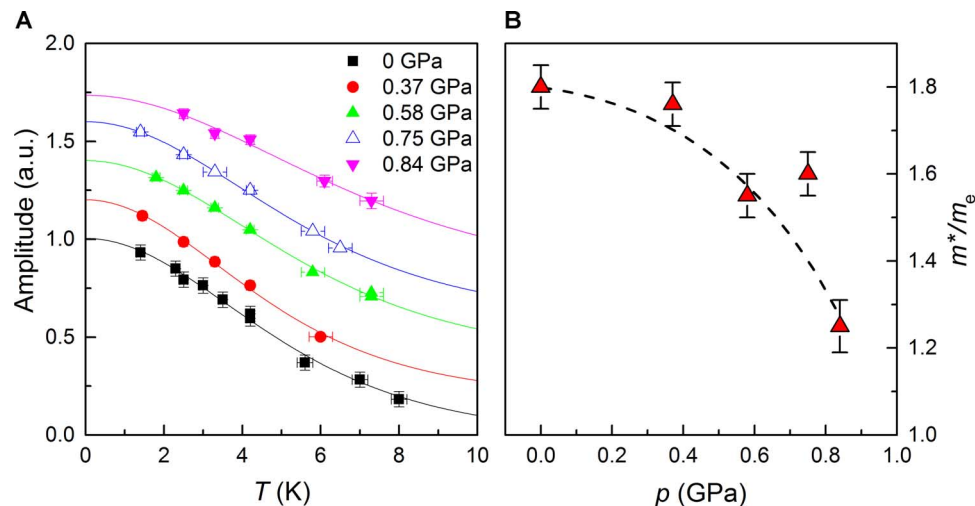 A
Amplitude (a.u.)
2.0
1.5
1.0
0.5
0.0
0 GPa
0.37 GPa
0.58 GPa
0.75 GPa
0.84 GPa
0 2 4 6 8 10
T (K)
B
1.8
1.6
1.4
1.2
1.0
m*/mₑ
0.0 0.2 0.4 0.6 0.8 1.0
p (GPa)